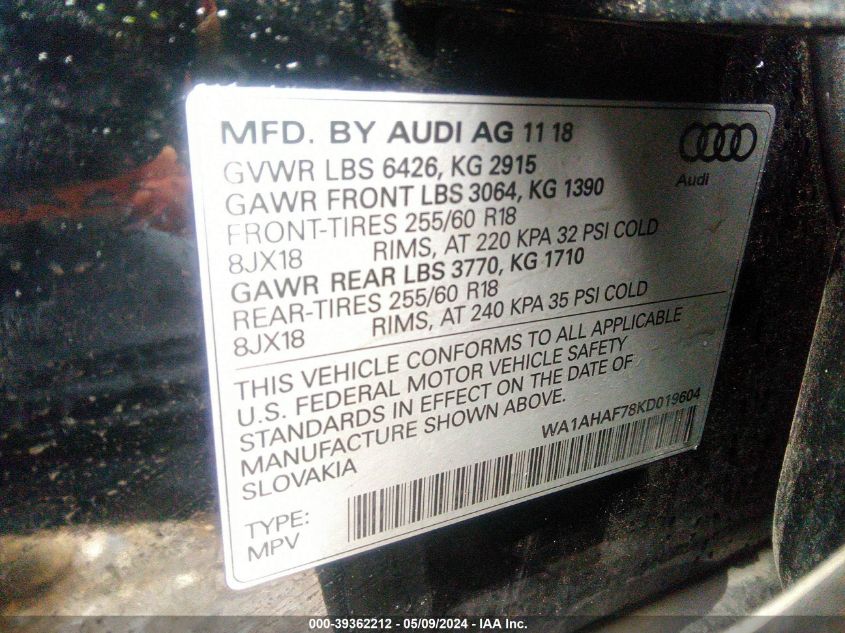 MFD. BY AUDI AG 11 18
Audi
GVWR LBS 6426, KG 2915
GAWR FRONT LBS 3064, KG 1390
FRONT-TIRES 255/60 R18
8JX18 RIMS, AT 220 KPA 32 PSI COLD
GAWR REAR LBS 3770, KG 1710
REAR-TIRES 255/60 R18
8JX18 RIMS, AT 240 KPA 35 PSI COLD
THIS VEHICLE CONFORMS TO ALL APPLICABLE
U.S. FEDERAL MOTOR VEHICLE SAFETY
STANDARDS IN EFFECT ON THE DATE OF
MANUFACTURE SHOWN ABOVE.
SLOVAKIA
WA1AHAF78KD019604
TYPE:
MPV
000-39362212 - 05/09/2024 - IAA Inc.